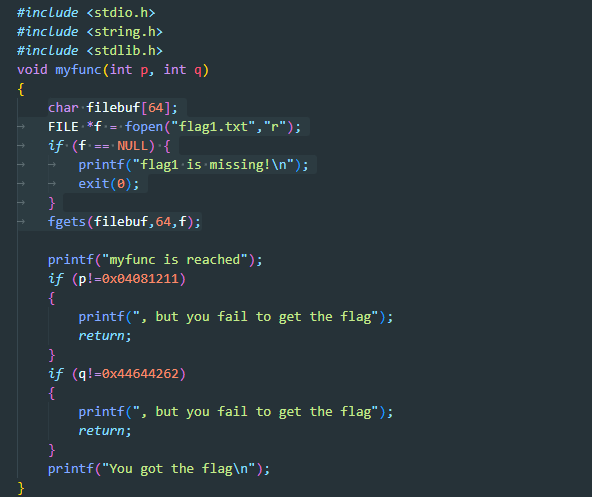 #include <stdio.h>
#include <string.h>
#include <stdlib.h>
void myfunc(int p, int q)
{
    char filebuf[64];
    FILE *f = fopen("flag1.txt","r");
    if (f == NULL) {
        printf("flag1 is missing!\n");
        exit(0);
    }
    fgets(filebuf,64,f);

    printf("myfunc is reached");
    if (p!=0x04081211)
    {
        printf(", but you fail to get the flag");
        return;
    }
    if (q!=0x44644262)
    {
        printf(", but you fail to get the flag");
        return;
    }
    printf("You got the flag\n");
}